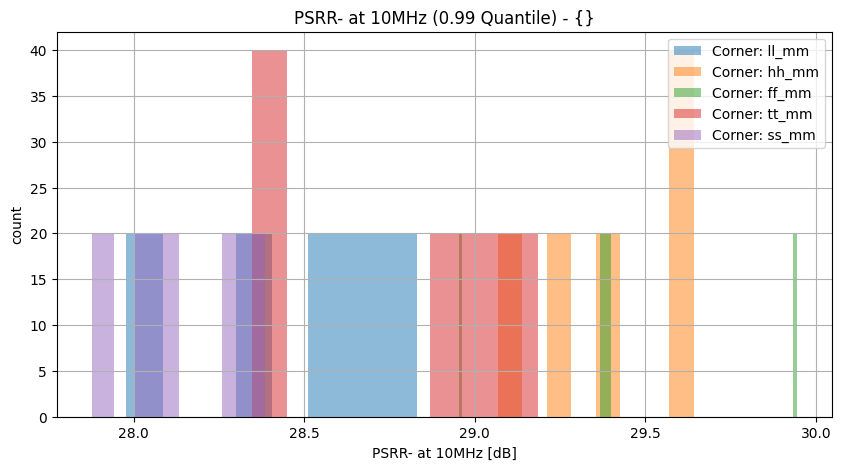 PSRR- at 10MHz (0.99 Quantile) - {}
Corner: ll_mm
Corner: hh_mm
Corner: ff_mm
Corner: tt_mm
Corner: ss_mm
40
35
30
25
20
15
10
5
0
count
28.0 28.5 29.0 29.5 30.0
PSRR- at 10MHz [dB]